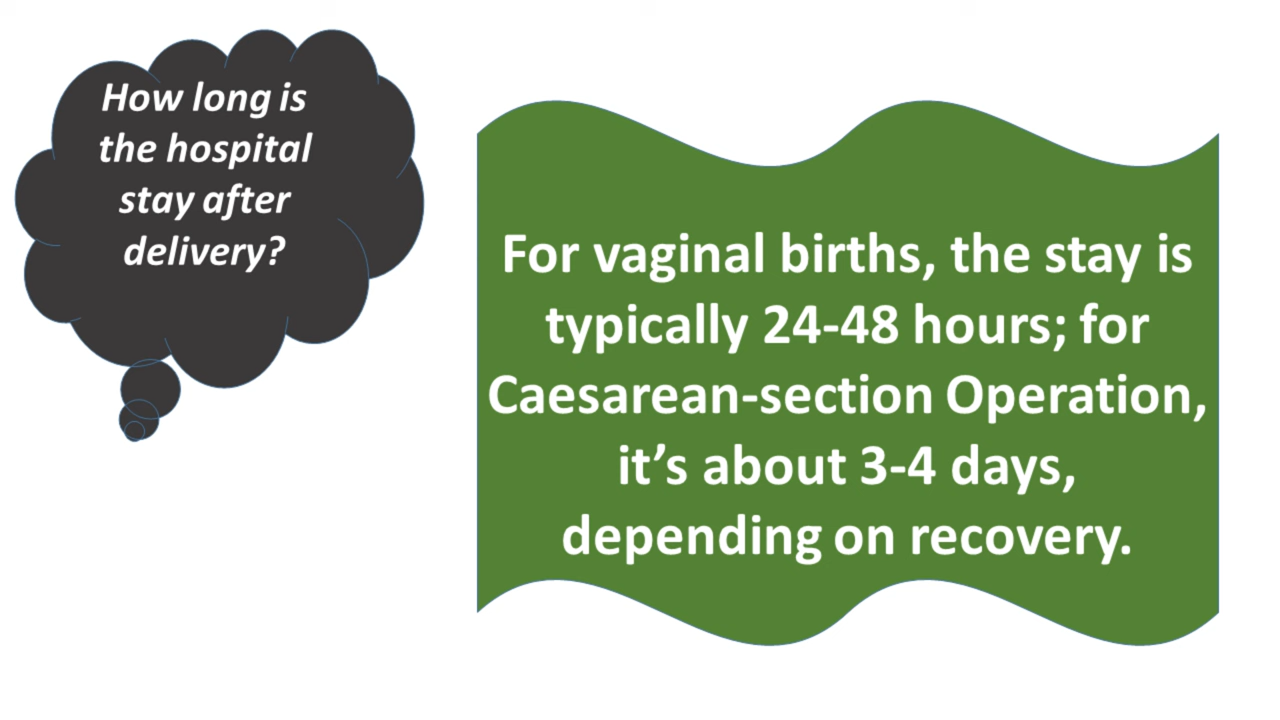 How long is
the hospital
stay after
delivery?
For vaginal births, the stay is
typically 24-48 hours; for
Caesarean-section Operation,
it’s about 3-4 days,
depending on recovery.